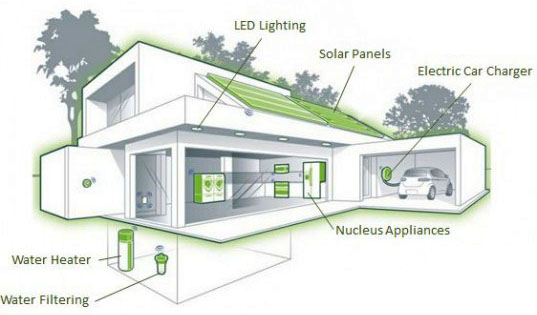 LED Lighting
Solar Panels
Electric Car Charger
Nucleus Appliances
Water Heater
Water Filtering